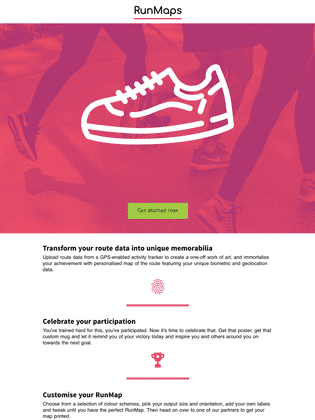 RunMaps
Get started now
Transform your route data into unique memorabilia
Upload route data from a GPS-enabled activity tracker to create a one-off work of art, and immortalise
your achievement with personalised map of the route featuring your unique biometric and geolocation
data.
Celebrate your participation
You've trained hard for this, you've participated. Now it's time to celebrate that. Get that poster, get that
custom mug and let it remind you of your victory today and inspire you and others around you on
towards the next goal.
Customise your RunMap
Choose from a selection of colour schemes, pick your output size and orientation, add your own labels
and tweak until you have the perfect RunMap. Then head on over to one of our partners to get your
map printed.